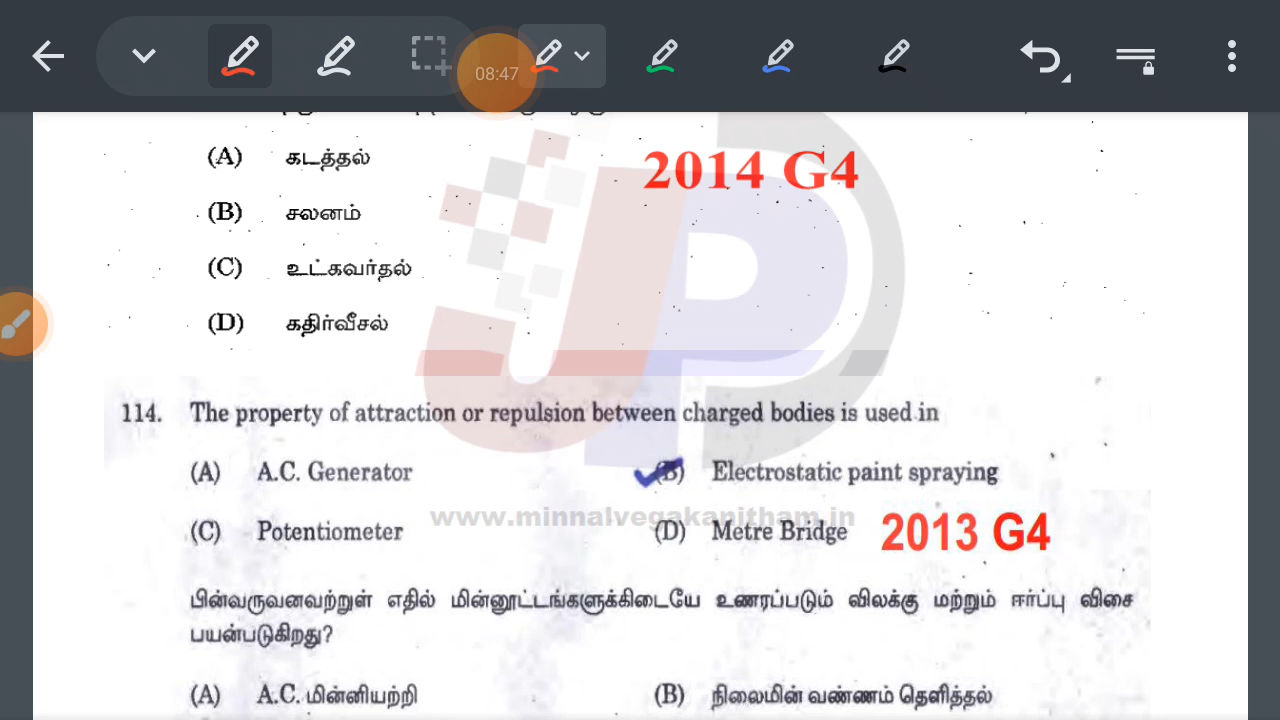 08:47
(A) கடத்தல்
2014 G4
(B) சலனம்
(C) உட்கவர்தல்
(D) கதிர்வீசல்
114. The property of attraction or repulsion between charged bodies is used in
(A) A.C. Generator (B) Electrostatic paint spraying
www.minnalvegakanitham.in
(C) Potentiometer (D) Metre Bridge 2013 G4
பின்வருவனவற்றுள் எதில் மின்னூட்டங்களுக்கிடையே உணரப்படும் விலக்கு மற்றும் ஈர்ப்பு விசை
பயன்படுகிறது?
(A) A.C. மின்னியற்றி (B) நிலைமின் வண்ணம் தெளித்தல்